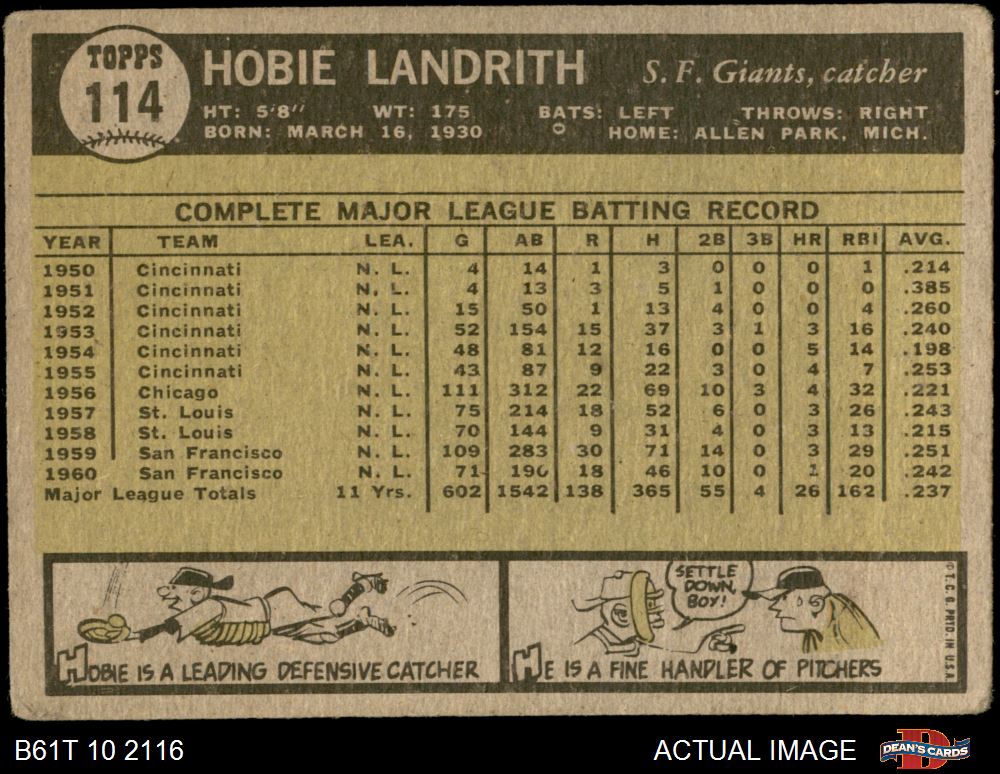 TOPPS
114
HOBIE LANDRITH S. F. Giants, catcher
HT: 5'8" WT: 175 BATS: LEFT THROWS: RIGHT
BORN: MARCH 16, 1930 HOME: ALLEN PARK, MICH.
COMPLETE MAJOR LEAGUE BATTING RECORD
YEAR TEAM LEA. G AB R H 2B 3B HR RBI AVG.
1950 Cincinnati N. L. 4 14 1 3 0 0 0 1 .214
1951 Cincinnati N. L. 4 13 3 5 1 0 0 0 .385
1952 Cincinnati N. L. 15 50 1 13 4 0 0 4 .260
1953 Cincinnati N. L. 52 154 15 37 3 1 3 16 .240
1954 Cincinnati N. L. 48 81 12 16 0 0 5 14 .198
1955 Cincinnati N. L. 43 87 9 22 3 0 4 7 .253
1956 Chicago N. L. 111 312 22 69 10 3 4 32 .221
1957 St. Louis N. L. 75 214 18 52 6 0 3 26 .243
1958 St. Louis N. L. 70 144 9 31 4 0 3 13 .215
1959 San Francisco N. L. 109 283 30 71 14 0 3 29 .251
1960 San Francisco N. L. 71 190 18 46 10 0 1 20 .242
Major League Totals 11 Yrs. 602 1542 138 365 55 4 26 162 .237
SETTLE
DOWN,
BOY!
HOBIE IS A LEADING DEFENSIVE CATCHER
HE IS A FINE HANDLER OF PITCHERS
© T. C. G. PRTD. IN U.S.A.
B61T 10 2116 ACTUAL IMAGE
DEAN'S CARDS